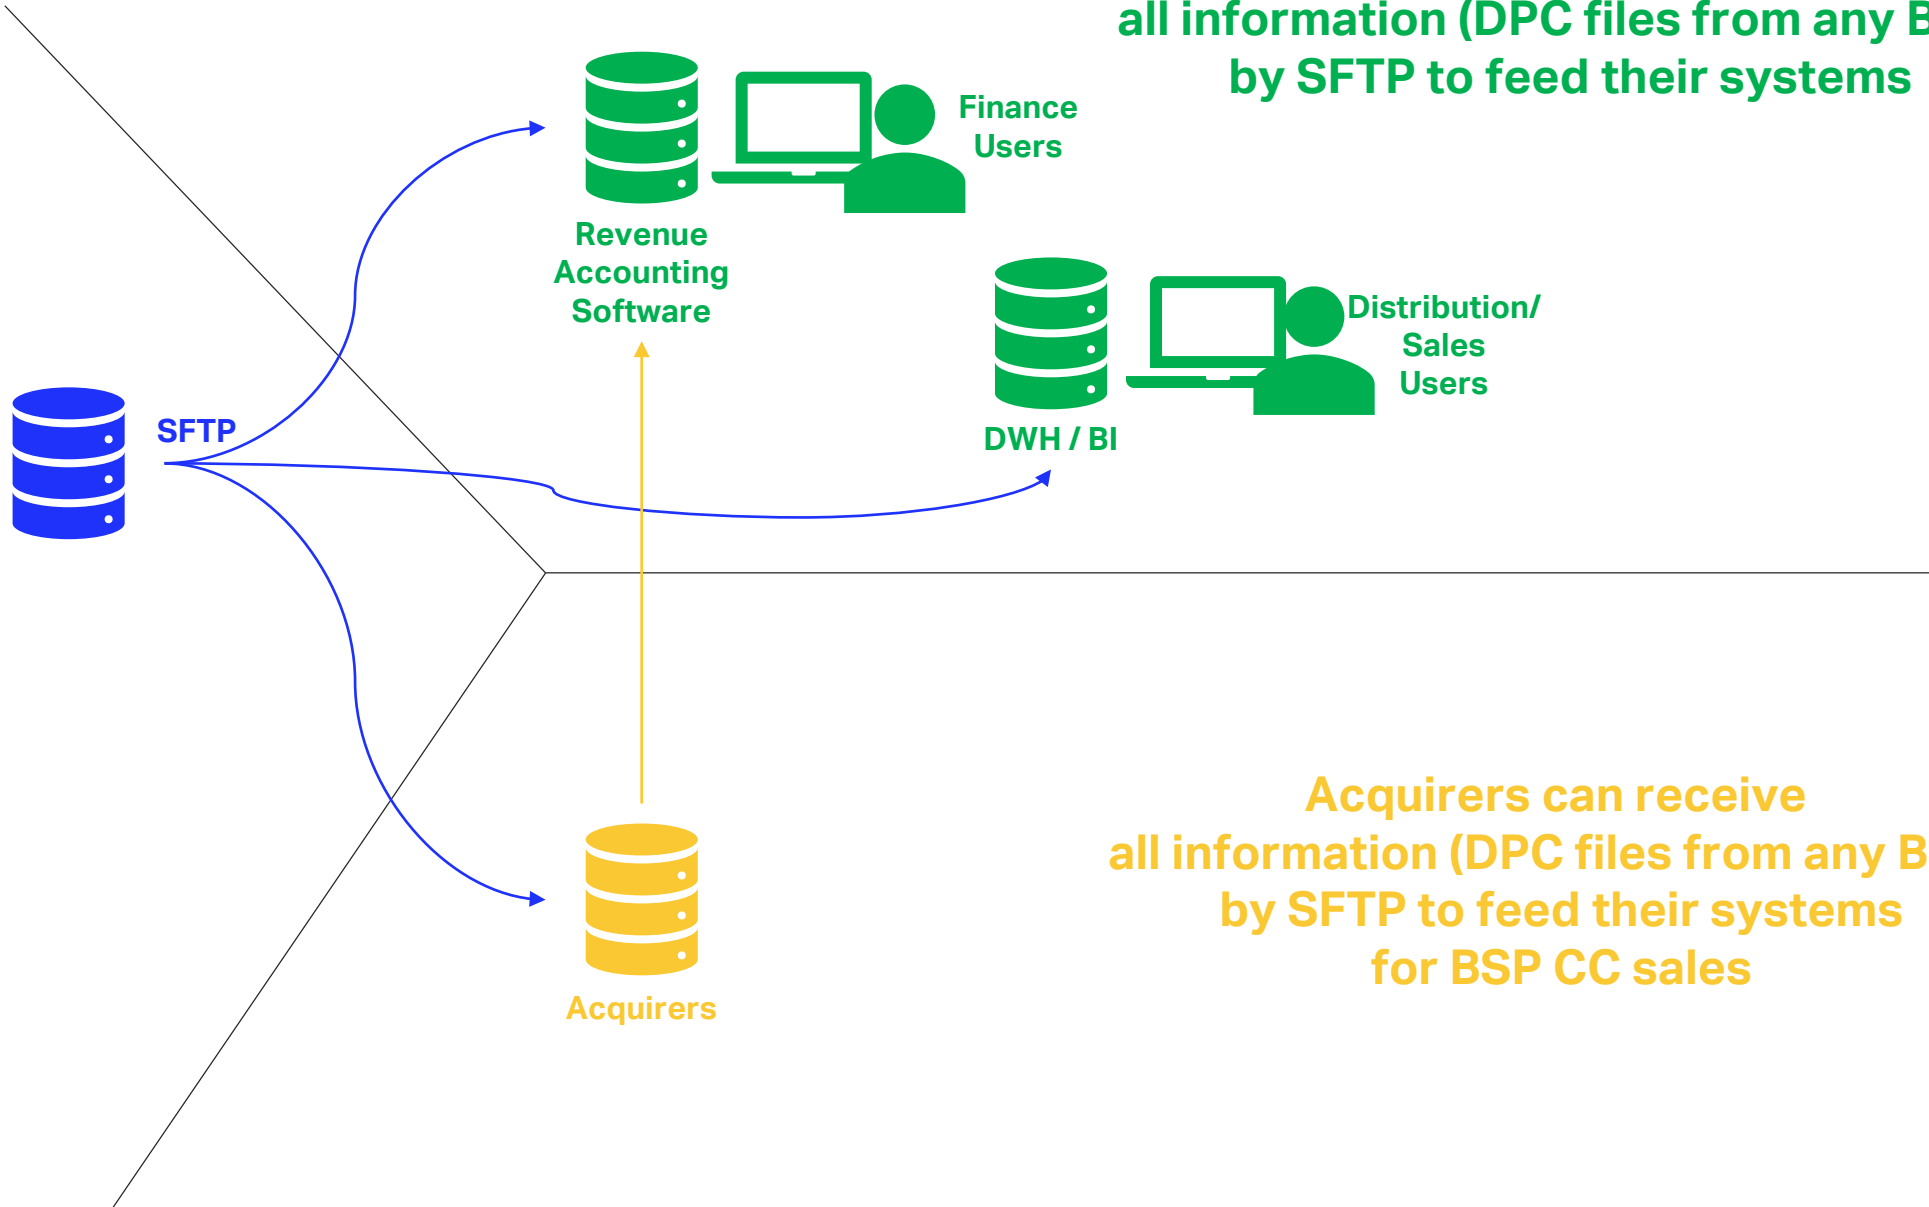 all information (DPC files from any B
by SFTP to feed their systems
Finance
Users
Revenue
Accounting
Software
Distribution/
Sales
Users
DWH / BI
SFTP
Acquirers can receive
all information (DPC files from any B
by SFTP to feed their systems
for BSP CC sales
Acquirers